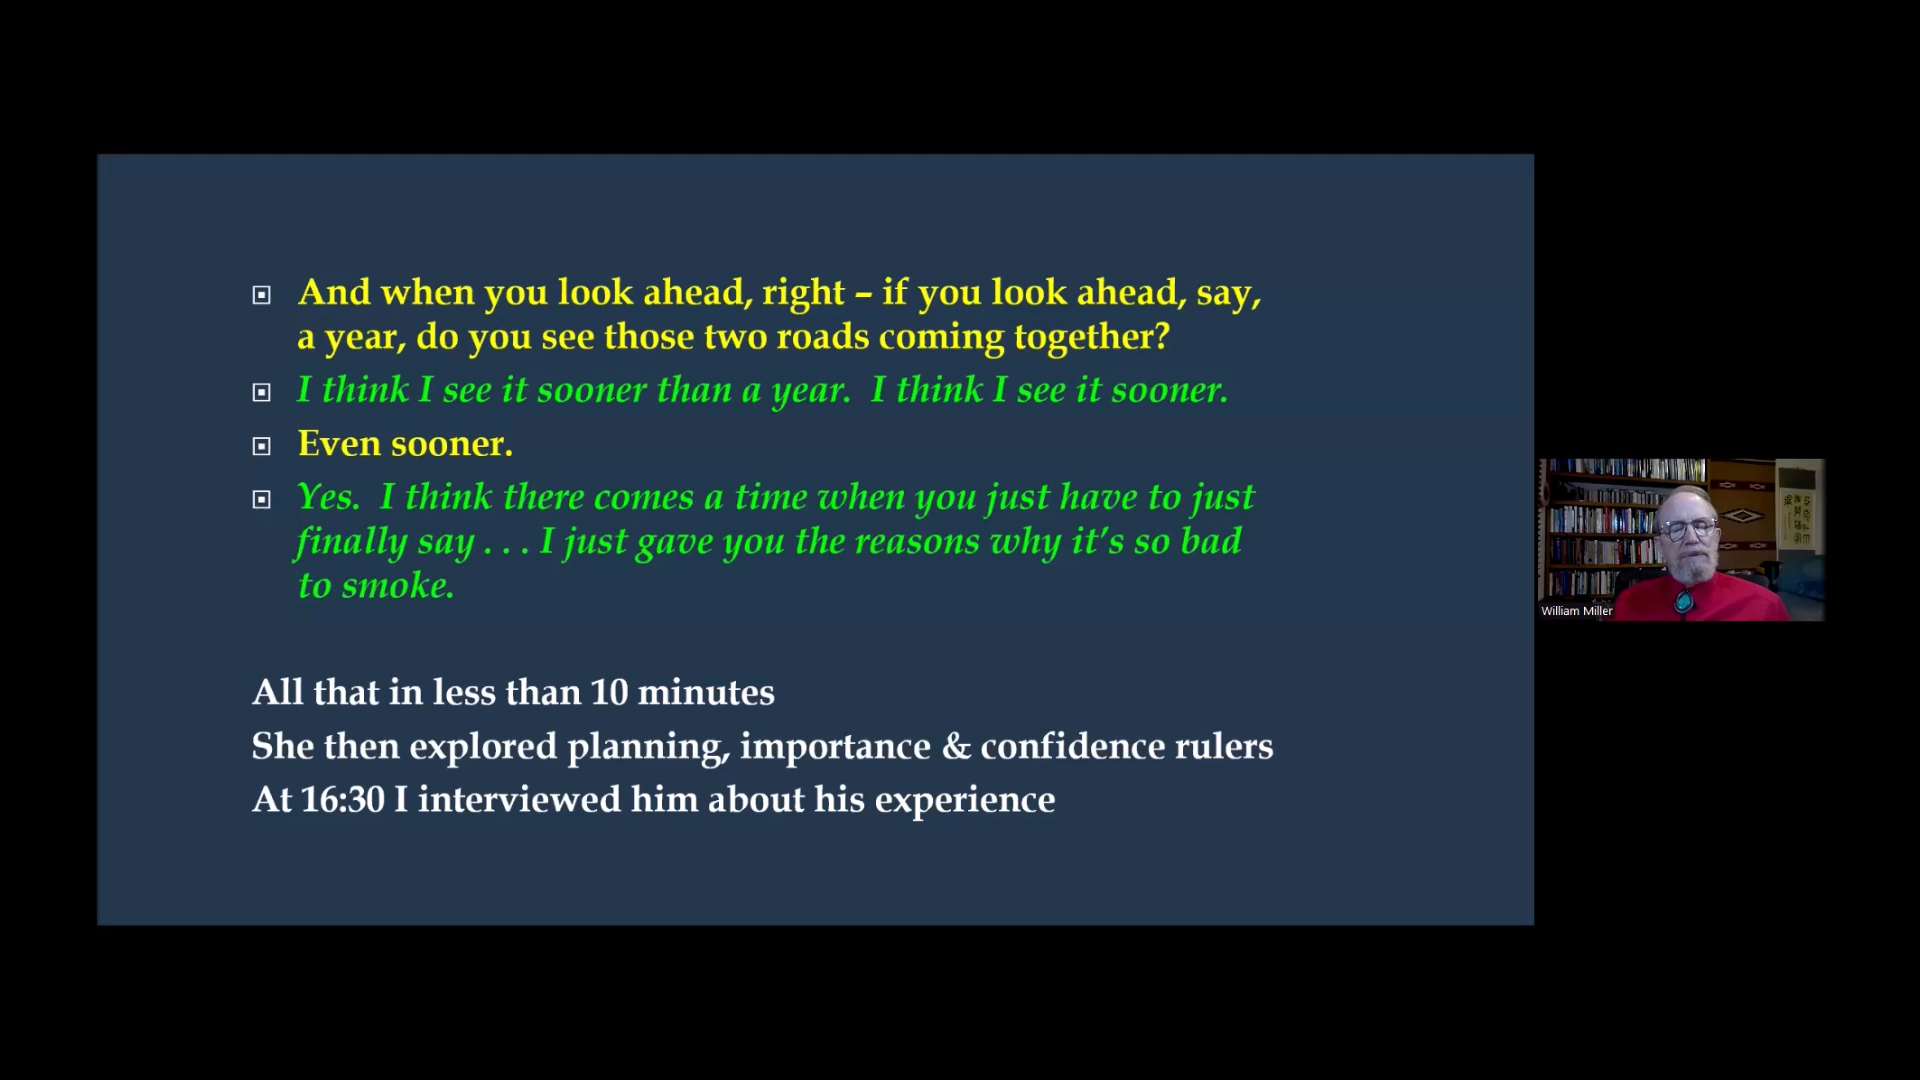 And when you look ahead, right – if you look ahead, say,
a year, do you see those two roads coming together?
I think I see it sooner than a year.  I think I see it sooner.
Even sooner.
Yes.  I think there comes a time when you just have to just
finally say . . . I just gave you the reasons why it’s so bad
to smoke.
All that in less than 10 minutes
She then explored planning, importance & confidence rulers
At 16:30 I interviewed him about his experience
William Miller